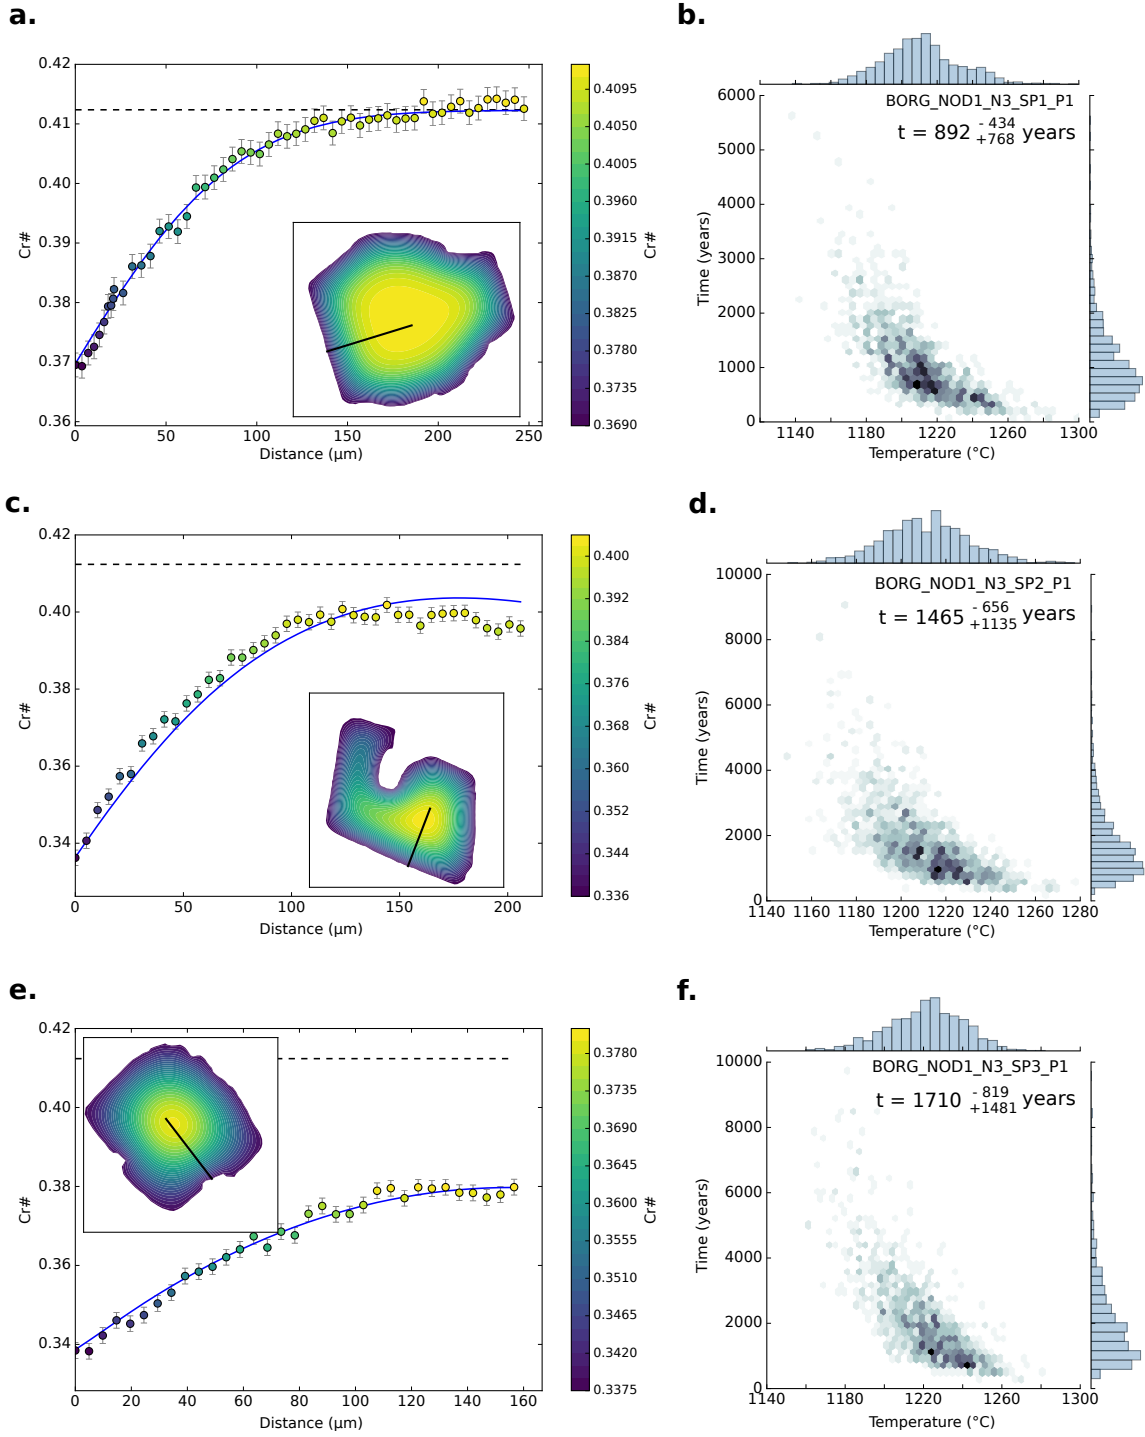 a.
0.42
0.41
0.40
0.39
0.38
0.37
0.36
Cr#
0 50 100 150 200 250
Distance (μm)
0.4095
0.4050
0.4005
0.3960
0.3915
0.3870
0.3825
0.3780
0.3735
0.3690
Cr#
b.
BORG_NOD1_N3_SP1_P1
t = 892 - 434 +768 years
6000
5000
4000
3000
2000
1000
0
Time (years)
1140 1180 1220 1260 1300
Temperature (°C)
c.
0.42
0.40
0.38
0.36
0.34
Cr#
0 50 100 150 200
Distance (μm)
0.400
0.392
0.384
0.376
0.368
0.360
0.352
0.344
0.336
Cr#
d.
BORG_NOD1_N3_SP2_P1
t = 1465 - 656 +1135 years
10000
8000
6000
4000
2000
0
Time (years)
1140 1160 1180 1200 1220 1240 1260 1280
Temperature (°C)
e.
0.42
0.40
0.38
0.36
0.34
Cr#
0 20 40 60 80 100 120 140 160
Distance (μm)
0.3780
0.3735
0.3690
0.3645
0.3600
0.3555
0.3510
0.3465
0.3420
0.3375
Cr#
f.
BORG_NOD1_N3_SP3_P1
t = 1710 - 819 +1481 years
10000
8000
6000
4000
2000
0
Time (years)
1140 1180 1220 1260 1300
Temperature (°C)